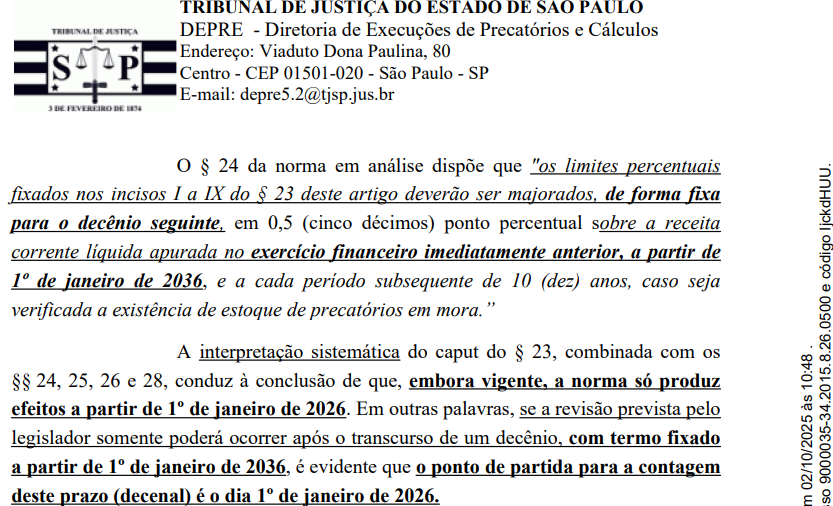 TRIBUNAL DE JUSTIÇA DO ESTADO DE SÃO PAULO
DEPRE - Diretoria de Execuções de Precatórios e Cálculos
Endereço: Viaduto Dona Paulina, 80
Centro - CEP 01501-020 - São Paulo - SP
E-mail: depre5.2@tjsp.jus.br
TRIBUNAL DE JUSTIÇA
S P
3 DE FEVEREIRO DE 1874
O § 24 da norma em análise dispõe que "os limites percentuais
fixados nos incisos I a IX do § 23 deste artigo deverão ser majorados, de forma fixa
para o decênio seguinte, em 0,5 (cinco décimos) ponto percentual sobre a receita
corrente líquida apurada no exercício financeiro imediatamente anterior, a partir de
1º de janeiro de 2036, e a cada período subsequente de 10 (dez) anos, caso seja
verificada a existência de estoque de precatórios em mora.”
A interpretação sistemática do caput do § 23, combinada com os
§§ 24, 25, 26 e 28, conduz à conclusão de que, embora vigente, a norma só produz
efeitos a partir de 1º de janeiro de 2026. Em outras palavras, se a revisão prevista pelo
legislador somente poderá ocorrer após o transcurso de um decênio, com termo fixado
a partir de 1º de janeiro de 2036, é evidente que o ponto de partida para a contagem
deste prazo (decenal) é o dia 1º de janeiro de 2026.
m 02/10/2025 às 10:48 .
sso 9000035-34.2015.8.26.0500 e código IjckdHUU.